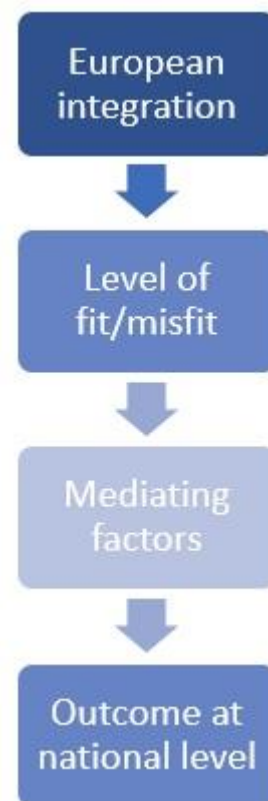 European
integration
Level of
fit/misfit
Mediating
factors
Outcome at
national level